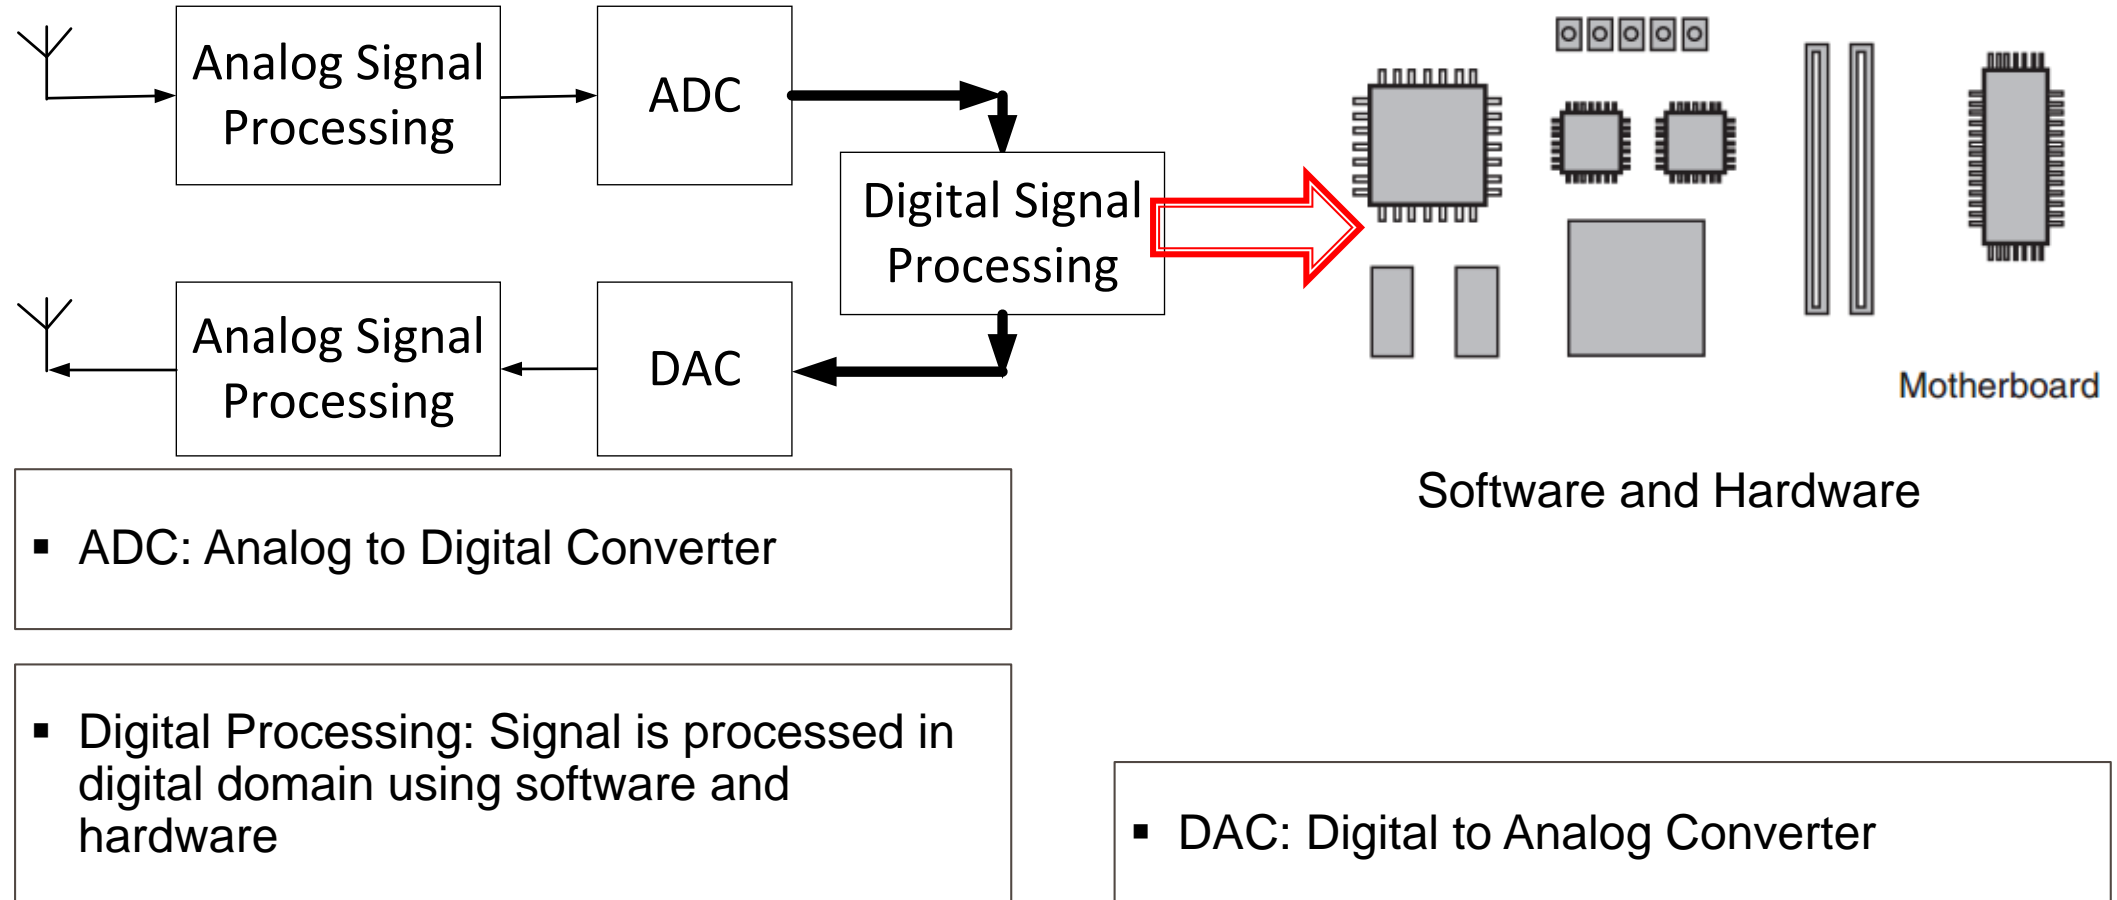 Analog Signal
Processing
ADC
Digital Signal
Processing
Analog Signal
Processing
DAC
Motherboard
Software and Hardware
▪ ADC: Analog to Digital Converter
▪ Digital Processing: Signal is processed in
digital domain using software and
hardware
▪ DAC: Digital to Analog Converter